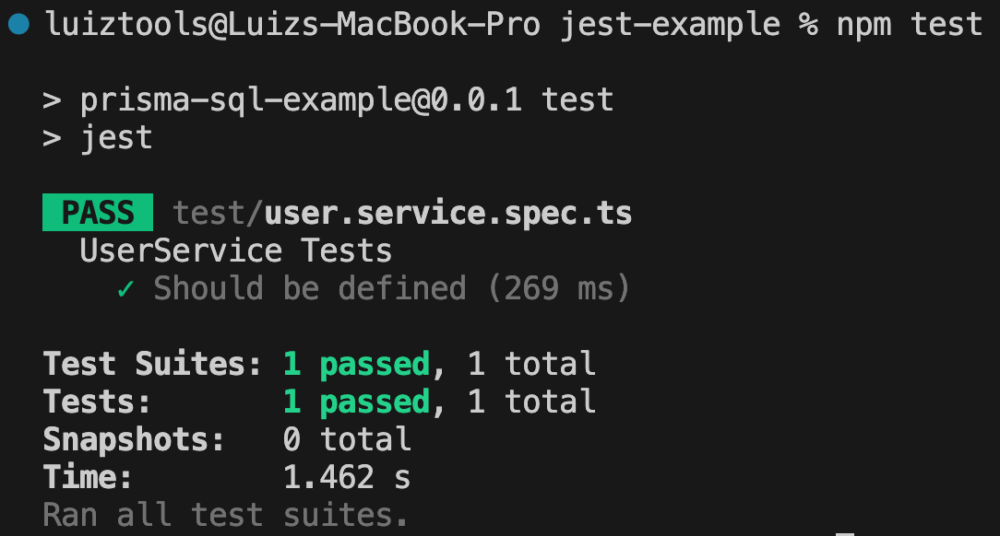 luiztools@Luizs-MacBook-Pro jest-example % npm test
> prisma-sql-example@0.0.1 test
> jest
PASS test/user.service.spec.ts
UserService Tests
✓ Should be defined (269 ms)
Test Suites: 1 passed, 1 total
Tests: 1 passed, 1 total
Snapshots: 0 total
Time: 1.462 s
Ran all test suites.